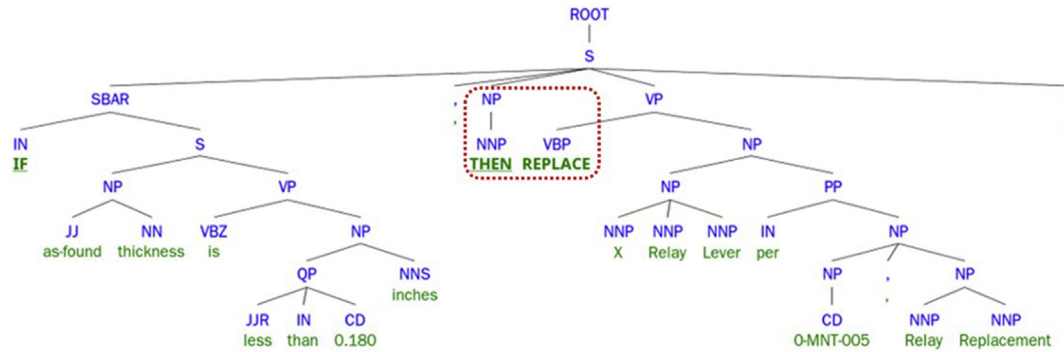 ROOT
S
SBAR , NP VP
IN S , NNP VBP NP
IF THEN REPLACE
NP VP NP PP
JJ NN VBZ NP NNP NNP NNP IN NP
as-found thickness is X Relay Lever per
QP NNS NP , NP
inches .
JJR IN CD CD NNP NNP
less than 0.180 0-MNT-005 Relay Replacement